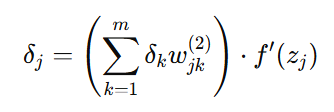 δ_j = ( ∑_{k=1}^{m} δ_k w_{jk}^{(2)} ) · f′(z_j)